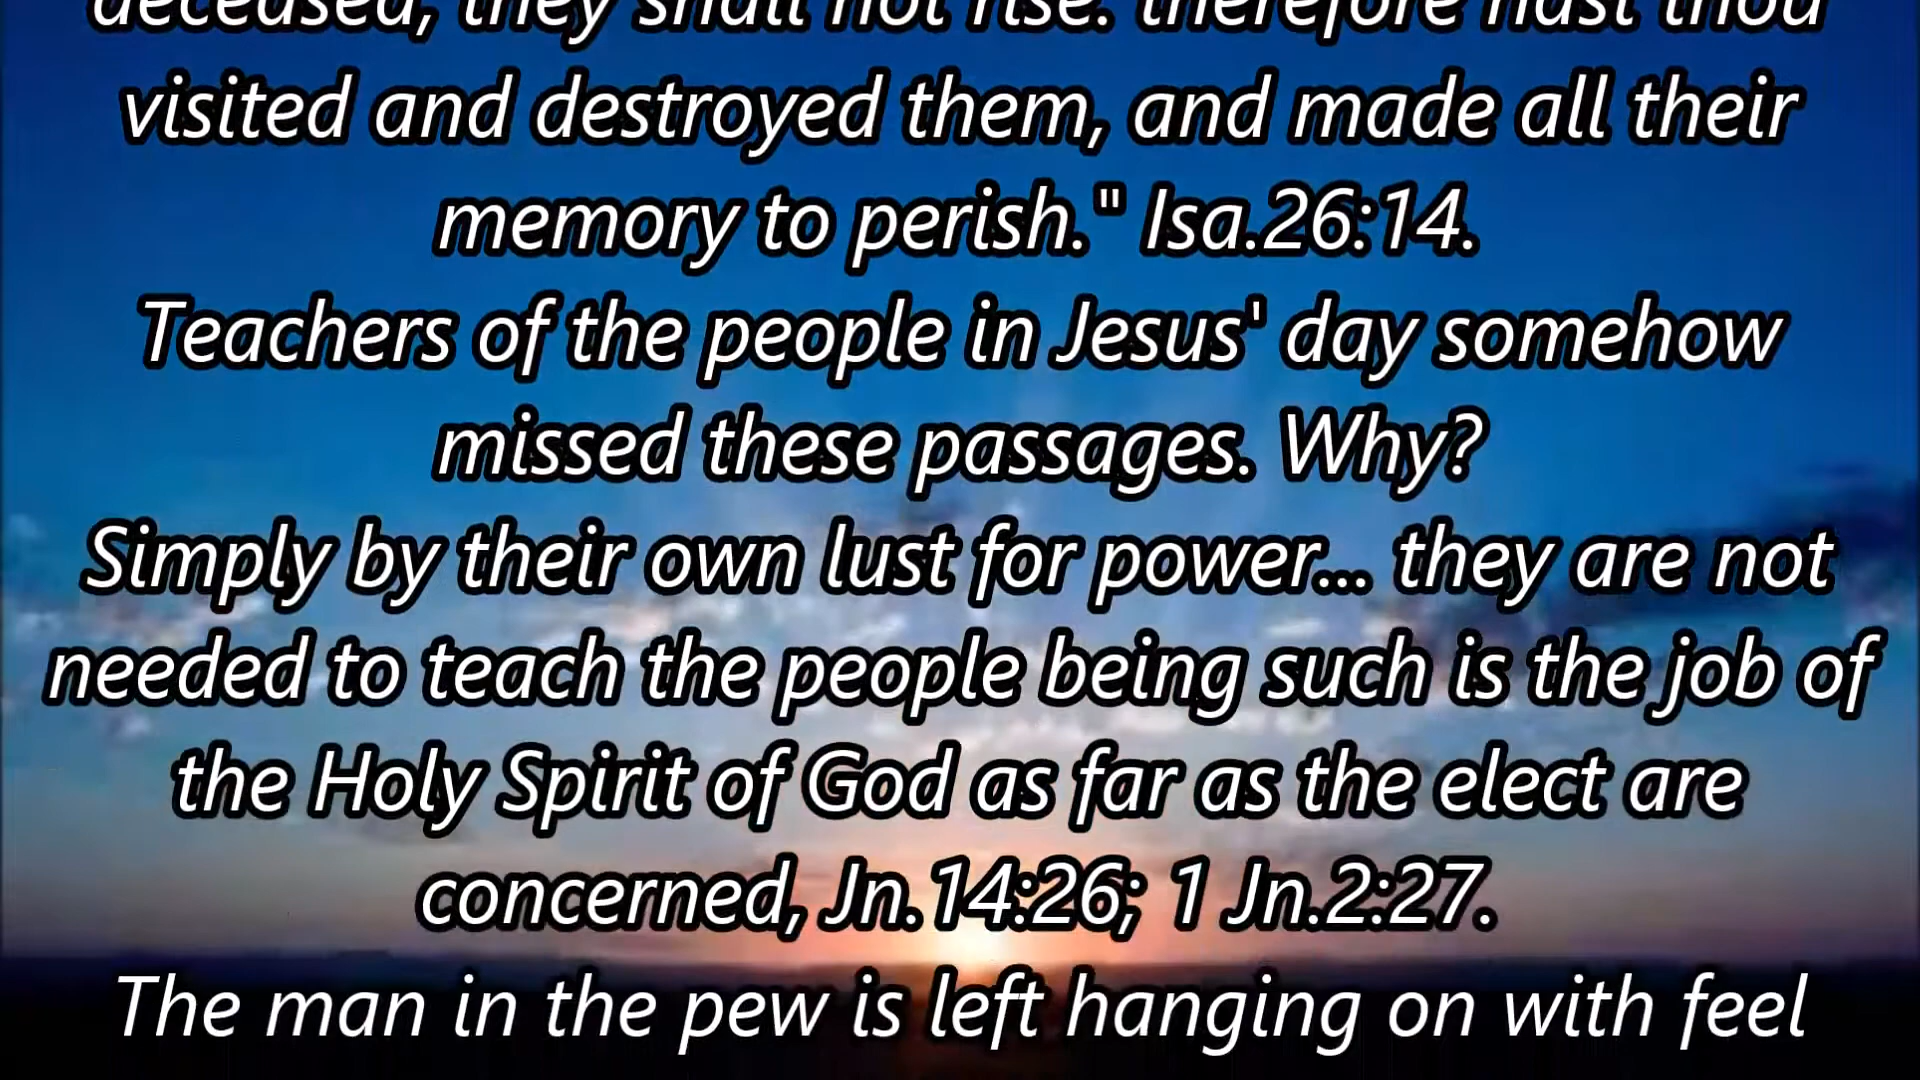 deceased, they shall not rise: therefore hast thou
visited and destroyed them, and made all their
memory to perish." Isa.26:14.
Teachers of the people in Jesus' day somehow
missed these passages. Why?
Simply by their own lust for power... they are not
needed to teach the people being such is the job of
the Holy Spirit of God as far as the elect are
concerned, Jn.14:26; 1 Jn.2:27.
The man in the pew is left hanging on with feel